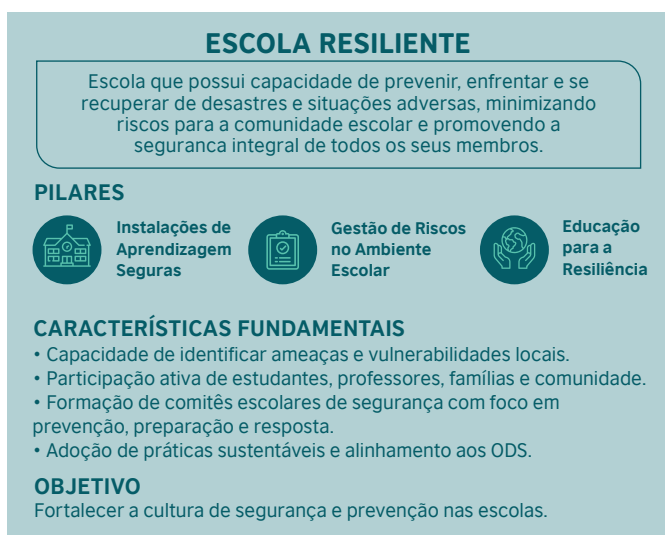 ESCOLA RESILIENTE
Escola que possui capacidade de prevenir, enfrentar e se
recuperar de desastres e situações adversas, minimizando
riscos para a comunidade escolar e promovendo a
seguranca integral de todos os seus membros.
PILARES
Instalações de
Aprendizagem
Seguras
Gestão de Riscos
no Ambiente
Escolar
Educação
para a
Resiliência
CARACTERÍSTICAS FUNDAMENTAIS
• Capacidade de identificar ameaças e vulnerabilidades locais.
• Participação ativa de estudantes, professores, famílias e comunidade.
• Formação de comitês escolares de segurança com foco em
prevenção, preparação e resposta.
• Adoção de práticas sustentáveis e alinhamento aos ODS.
OBJETIVO
Fortalecer a cultura de segurança e prevenção nas escolas.